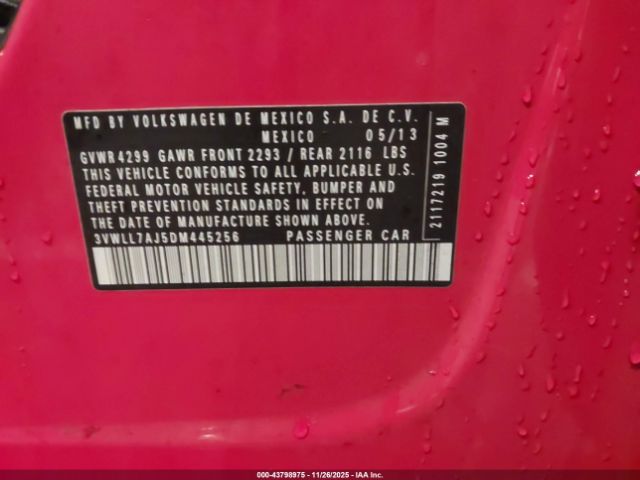 MFD BY VOLKSWAGEN DE MEXICO S.A. DE C.V.
MEXICO 05/13
GVWR 4299 GAWR FRONT 2293 / REAR 2116 LBS
THIS VEHICLE CONFORMS TO ALL APPLICABLE U.S.
FEDERAL MOTOR VEHICLE SAFETY, BUMPER AND
THEFT PREVENTION STANDARDS IN EFFECT ON
THE DATE OF MANUFACTURE SHOWN ABOVE.
3VWLL7AJ5DM445256 PASSENGER CAR
2117219 1004 M
000-43798975 - 11/26/2025 - © IAA Inc.